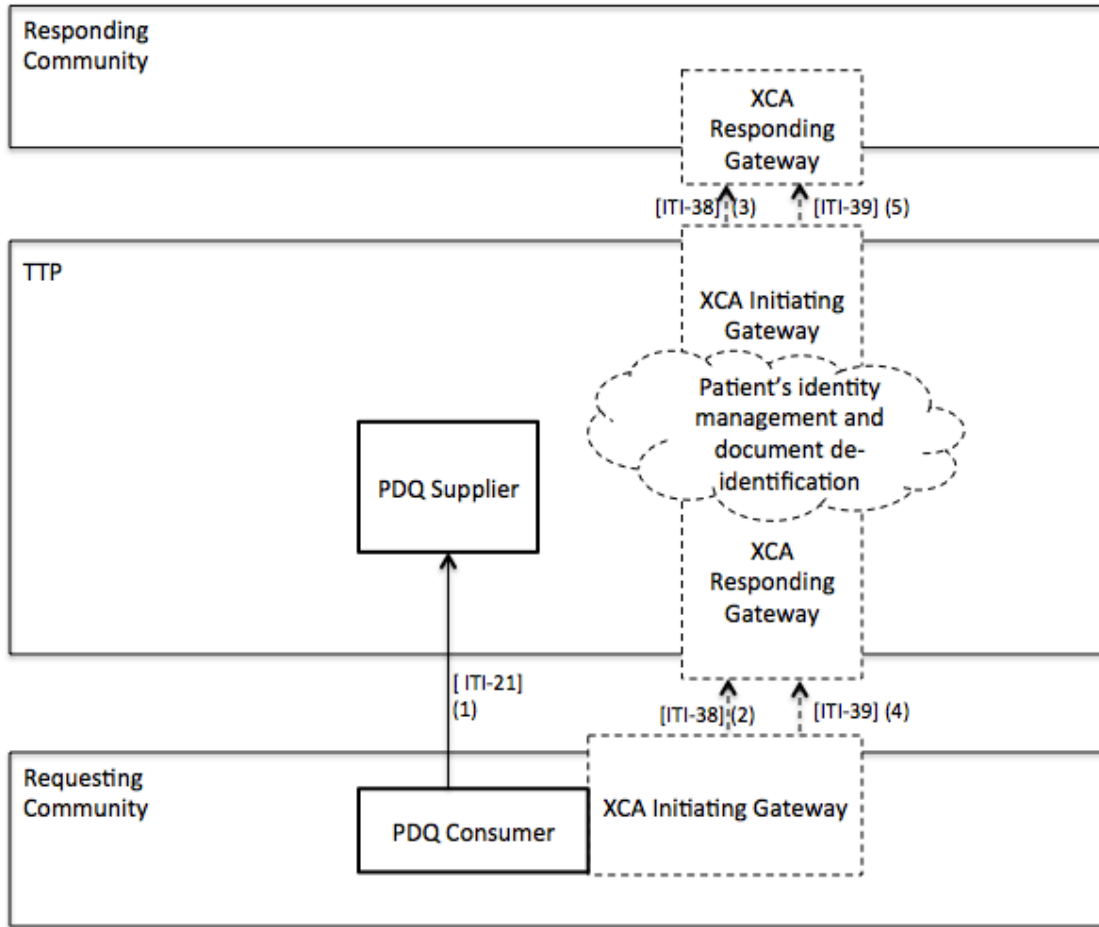 Responding
Community
XCA
Responding
Gateway
[ITI-38] (3)
[ITI-39] (5)
TTP
XCA Initiating
Gateway
Patient's identity
management and
document de-
identification
PDQ Supplier
XCA
Responding
Gateway
[ ITI-21]
(1)
[ITI-38] (2)
[ITI-39] (4)
Requesting
Community
PDQ Consumer
XCA Initiating Gateway